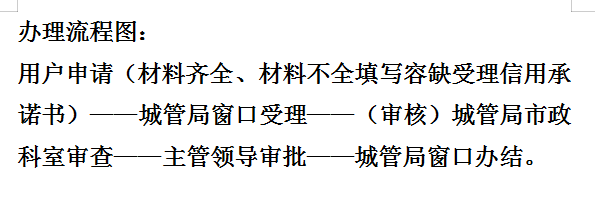 办理流程图：
用户申请（材料齐全、材料不全填写容缺受理信用承
诺书）——城管局窗口受理——（审核）城管局市政
科室审查——主管领导审批——城管局窗口办结。